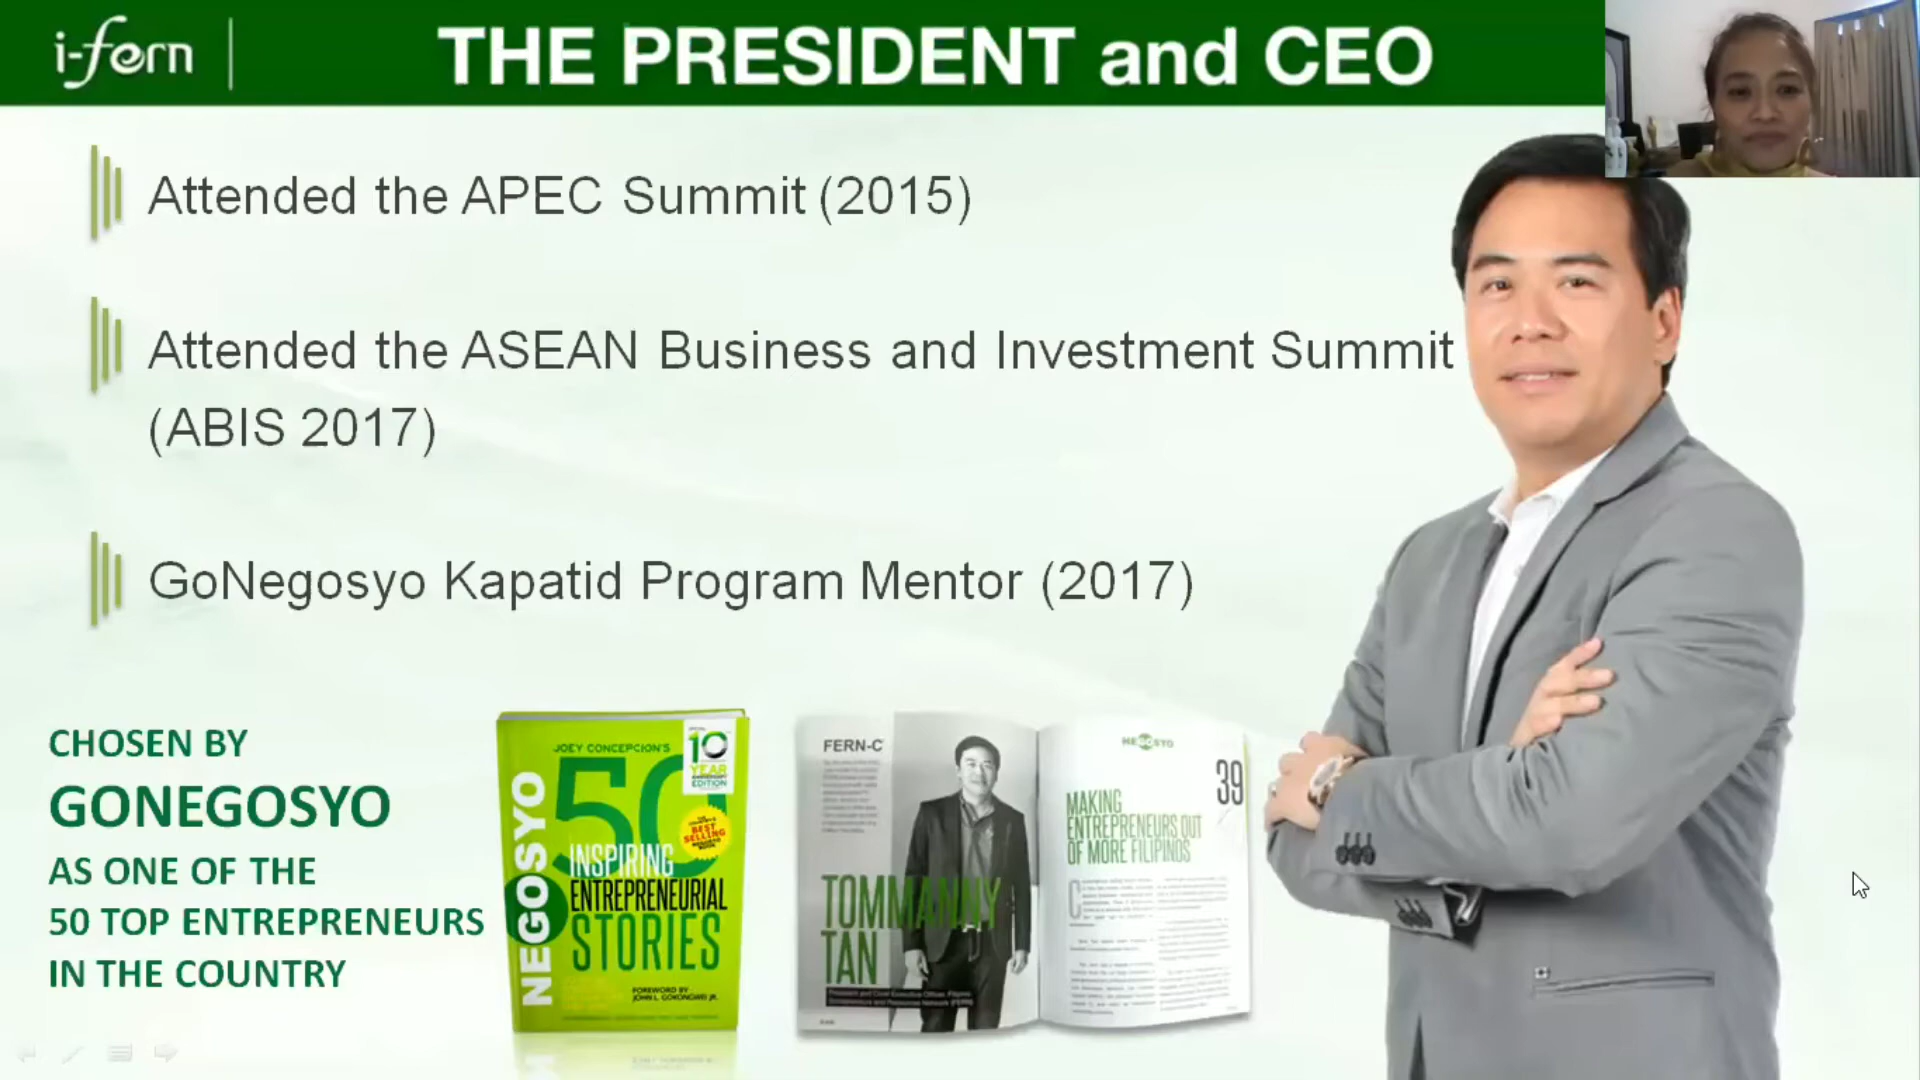 i-fern
THE PRESIDENT and CEO
Attended the APEC Summit (2015)
Attended the ASEAN Business and Investment Summit
(ABIS 2017)
GoNegosyo Kapatid Program Mentor (2017)
CHOSEN BY
GONEGOSYO
AS ONE OF THE
50 TOP ENTREPRENEURS
IN THE COUNTRY
JOEY CONCEPCION'S
10
YEAR
ANNIVERSARY
EDITION
50
BEST
SELLING
INSPIRING
ENTREPRENEURIAL
STORIES
NEGOSYO
FOREWORD BY
JOHN L. GOKONGWEI JR.
FERN-C
TOMMANNY
TAN
NEGOSYO
39
MAKING
ENTREPRENEURS OUT
OF MORE FILIPINOS